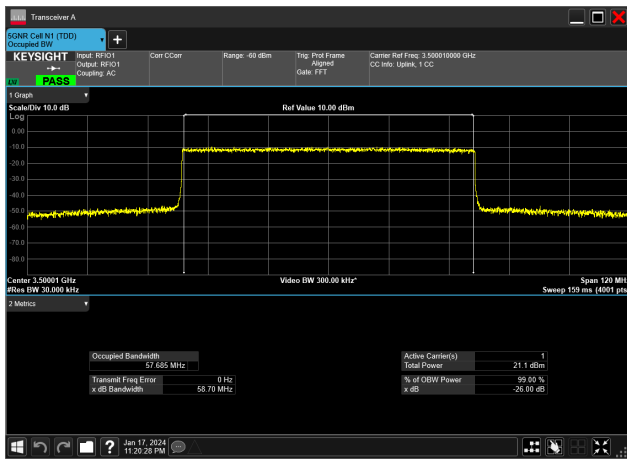 Transceiver A
5GNR Cell N1 (TDD)
Occupied BW
KEYSIGHT
LXI
PASS
Input: RFIO1
Output: RFIO1
Coupling: AC
Corr CCorr
Range: -60 dBm
Trig: Prot Frame
Aligned
Gate: FFT
Carrier Ref Freq: 3.500010000 GHz
CC Info: Uplink, 1 CC
1 Graph
Scale/Div 10.0 dB
Ref Value 10.00 dBm
Log
0.00
-10.0
-20.0
-30.0
-40.0
-50.0
-60.0
-70.0
-80.0
Center 3.50001 GHz
Video BW 300.00 kHz*
Span 120 MH
#Res BW 30.000 kHz
Sweep 159 ms (4001 pts
2 Metrics
Occupied Bandwidth
57.685 MHz
Transmit Freq Error 0 Hz
x dB Bandwidth 58.70 MHz
Active Carrier(s) 1
Total Power 21.1 dBm
% of OBW Power 99.00 %
x dB -26.00 dB
Jan 17, 2024
11:20:28 PM